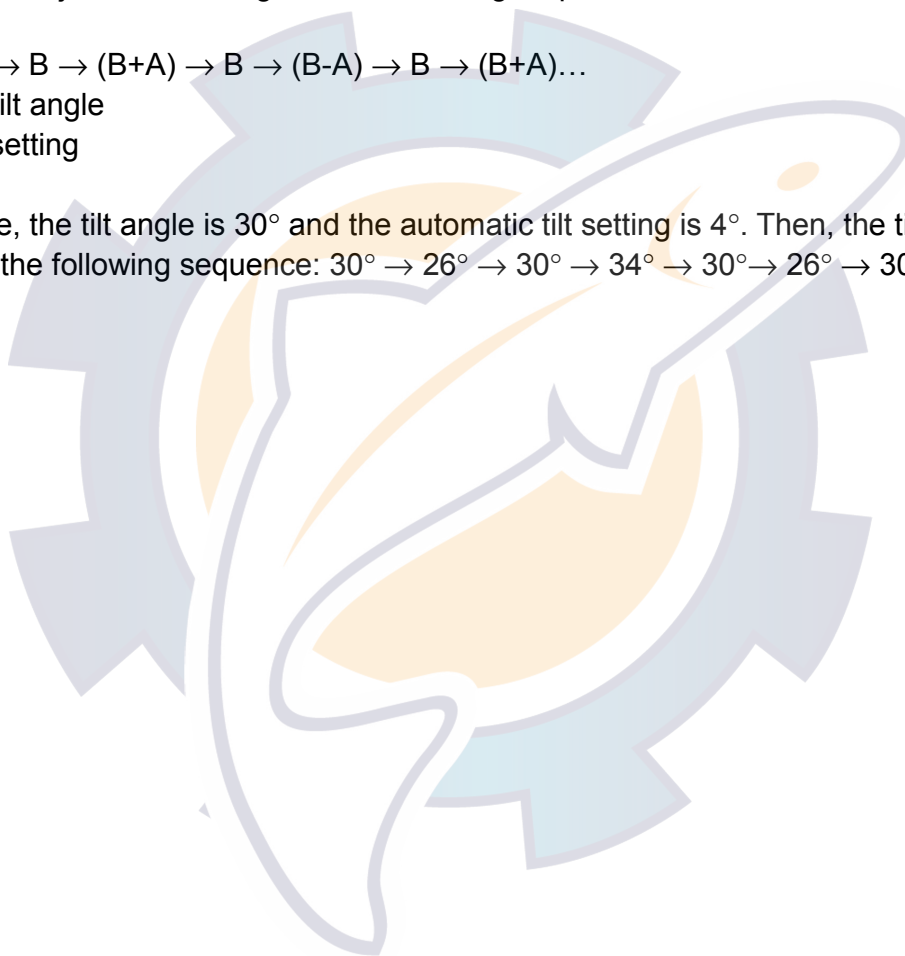 → B → (B+A) → B → (B-A) → B → (B+A)…
ilt angle
setting
e, the tilt angle is 30° and the automatic tilt setting is 4°. Then, the ti
the following sequence: 30° → 26° → 30° → 34° → 30°→ 26° → 30